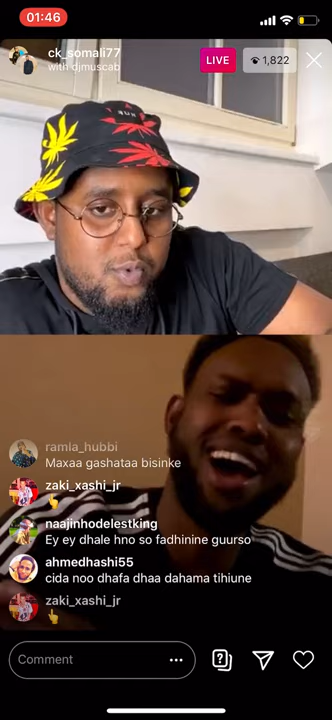 01:46
ck_somali77
with djmuscab
LIVE
1,822
ramla_hubbi
Maxaa gashataa bisinke
zaki_xashi_jr
naajinhodelestking
Ey ey dhale hno so fadhinine guurso
ahmedhashi55
cida noo dhafa dhaa dahama tihiune
zaki_xashi_jr
Comment